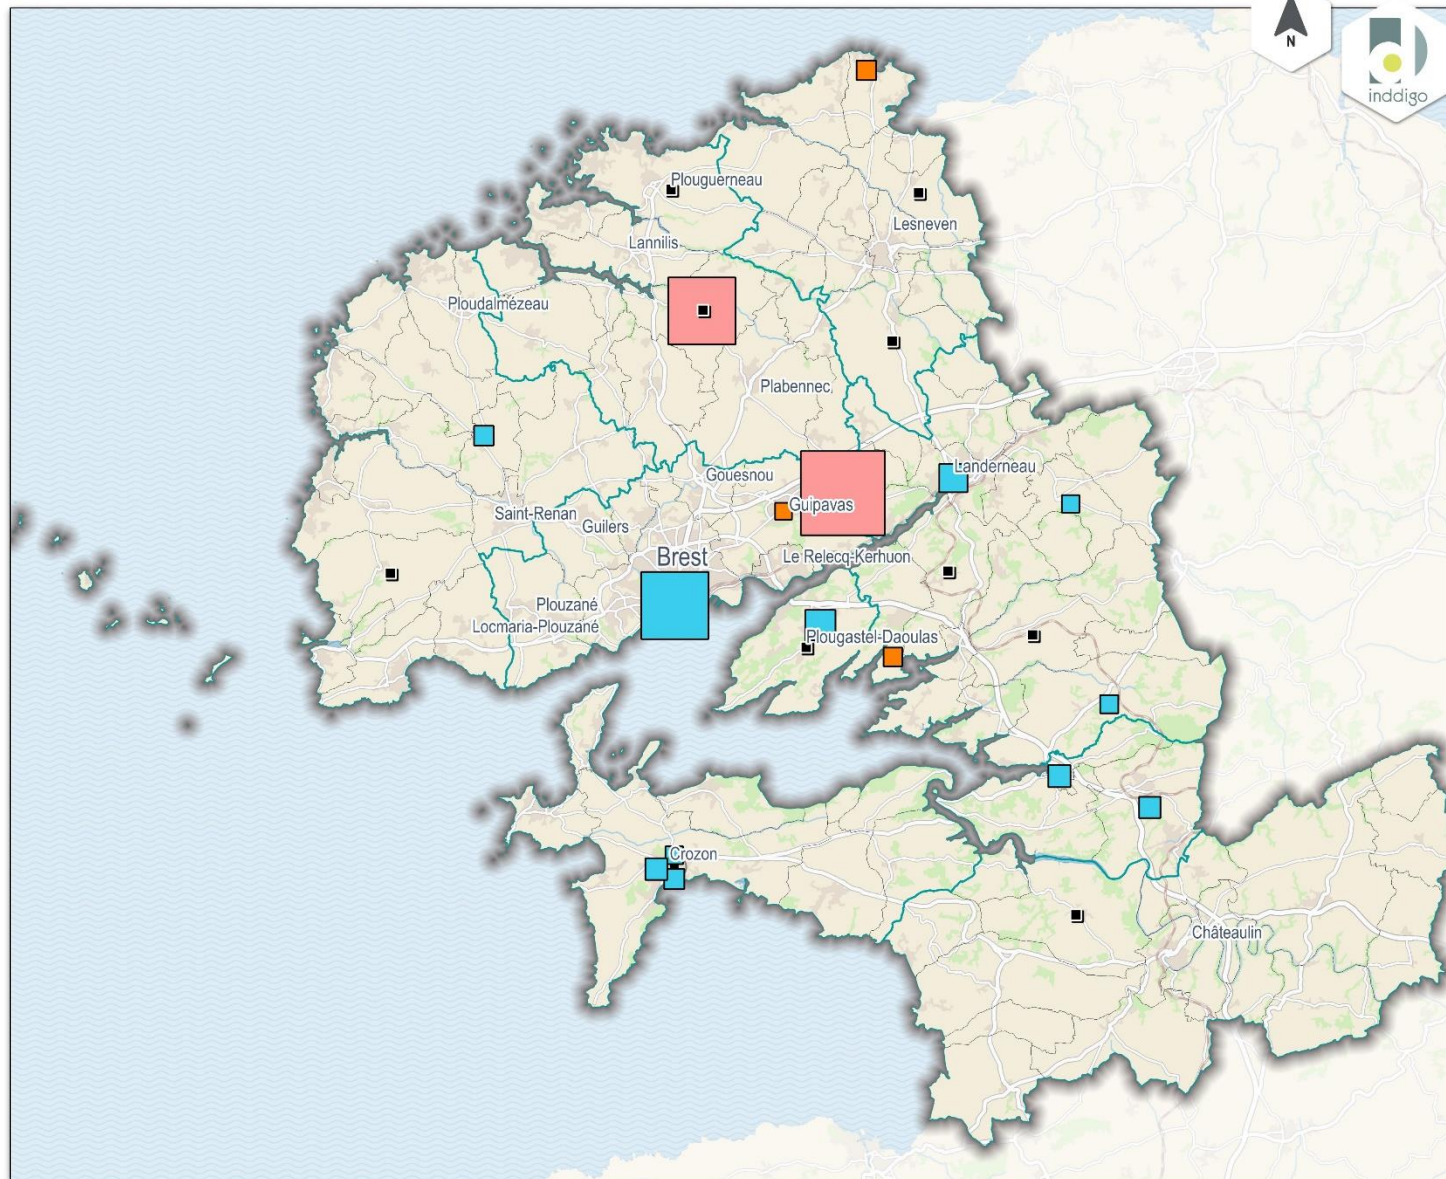 N
inddigo
Plouguerneau
Lesneven
Lannilis
Ploudalmézeau
Plabennec
Landerneau
Gouesnou
Guipavas
Saint-Renan
Guilers
Brest
Le Relecq-Kerhuon
Plouzané
Locmaria-Plouzané
Plougastel-Daoulas
Crozon
Châteaulin